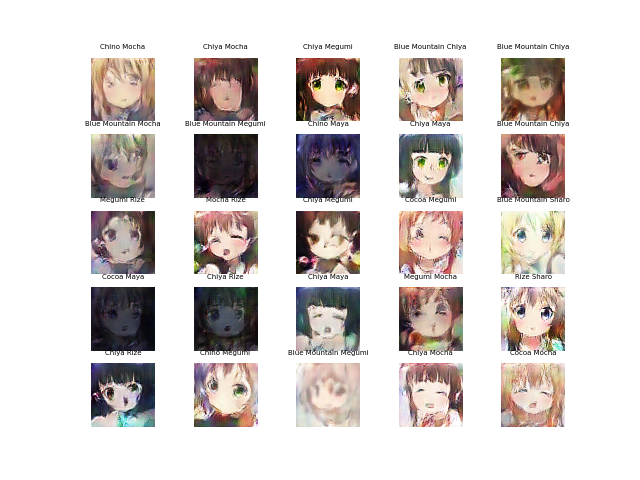 Chino Mocha
Chiya Mocha
Chiya Megumi
Blue Mountain Chiya
Blue Mountain Chiya
Blue Mountain Mocha
Blue Mountain Megumi
Chino Maya
Chiya Maya
Blue Mountain Chiya
Megumi Rize
Mocha Rize
Chiya Megumi
Cocoa Megumi
Blue Mountain Sharo
Cocoa Maya
Chiya Rize
Chiya Maya
Megumi Mocha
Rize Sharo
Chiya Rize
Chino Megumi
Blue Mountain Megumi
Chiya Mocha
Cocoa Mocha